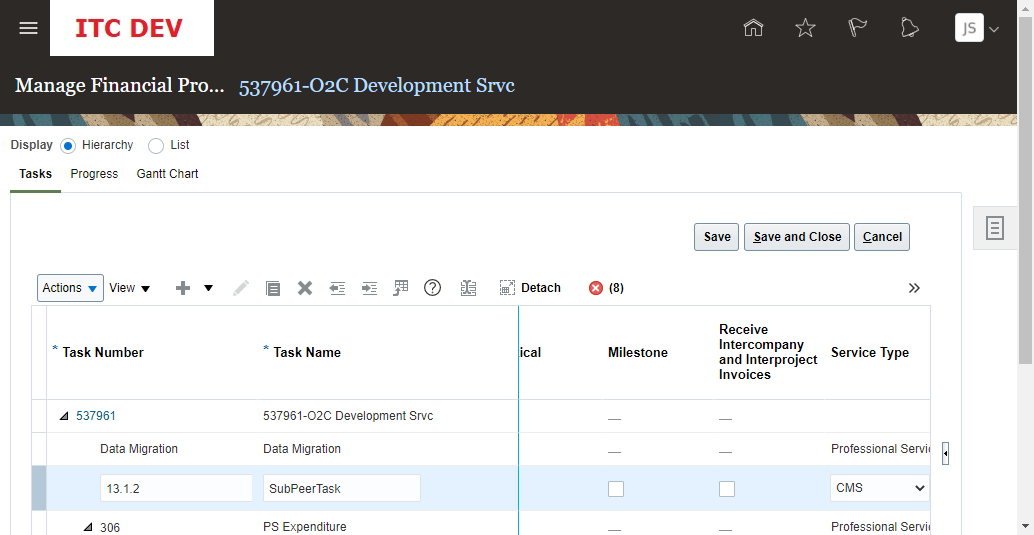 ITC DEV
JS
Manage Financial Pro... 537961-O2C Development Srvc
Display Hierarchy List
Tasks Progress Gantt Chart
Save Save and Close Cancel
Actions View Detach (8)
* Task Number * Task Name ical Milestone Receive Intercompany and Interproject Invoices Service Type
537961 537961-O2C Development Srvc — —
Data Migration Data Migration — — Professional Servic
13.1.2 SubPeerTask CMS
306 PS Expenditure — — Professional Servic